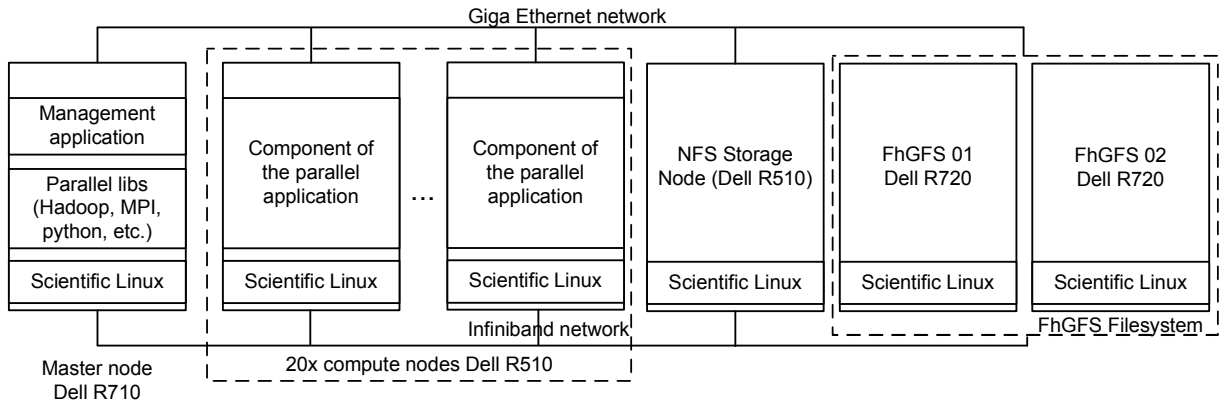 Giga Ethernet network
Management
application
Parallel libs
(Hadoop, MPI,
python, etc.)
Scientific Linux
Master node
Dell R710
Component of
the parallel
application
Scientific Linux
...
Component of
the parallel
application
Scientific Linux
20x compute nodes Dell R510
Infiniband network
NFS Storage
Node (Dell R510)
Scientific Linux
FhGFS 01
Dell R720
Scientific Linux
FhGFS 02
Dell R720
Scientific Linux
FhGFS Filesystem